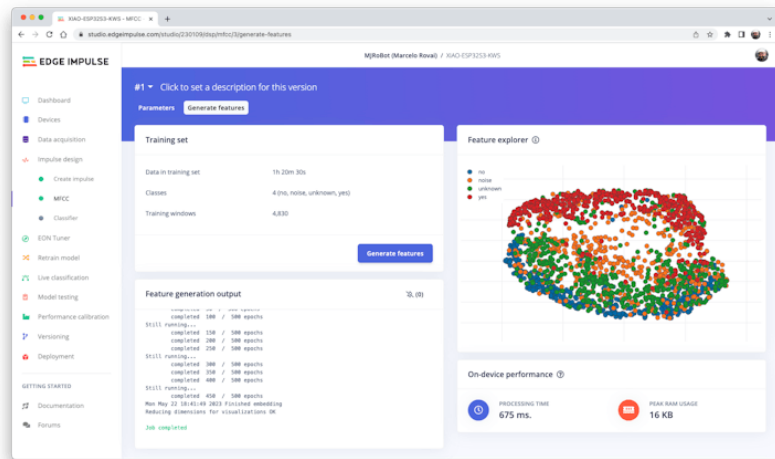 XIAO-ESP32S3-KWS - MFCC -
studio.edgeimpulse.com/studio/230109/dsp/mfcc/3/generate-features
EDGE IMPULSE
MJRoBot (Marcelo Rovai) / XIAO-ESP32S3-KWS
#1 Click to set a description for this version
Parameters
Generate features
Dashboard
Devices
Data acquisition
Impulse design
Create impulse
MFCC
Classifier
EON Tuner
Retrain model
Live classification
Model testing
Performance calibration
Versioning
Deployment
GETTING STARTED
Documentation
Forums
Training set
Data in training set 1h 20m 30s
Classes 4 (no, noise, unknown, yes)
Training windows 4,830
Generate features
Feature generation output
(0)
completed 100 / 500 epochs
Still running...
completed 150 / 500 epochs
completed 200 / 500 epochs
completed 250 / 500 epochs
Still running...
completed 300 / 500 epochs
completed 350 / 500 epochs
completed 400 / 500 epochs
Still running...
completed 450 / 500 epochs
Mon May 22 18:41:49 2023 Finished embedding
Reducing dimensions for visualizations OK
Job completed
Feature explorer
no
noise
unknown
yes
On-device performance
PROCESSING TIME
675 ms.
PEAK RAM USAGE
16 KB